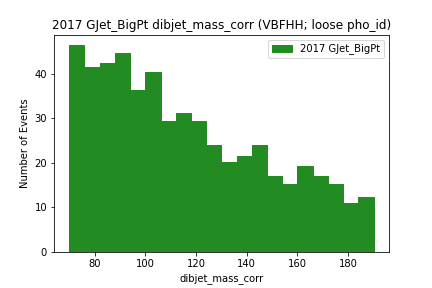 2017 GJet_BigPt dibjet_mass_corr (VBFHH; loose pho_id)
2017 GJet_BigPt
Number of Events
40
30
20
10
0
80 100 120 140 160 180
dibjet_mass_corr